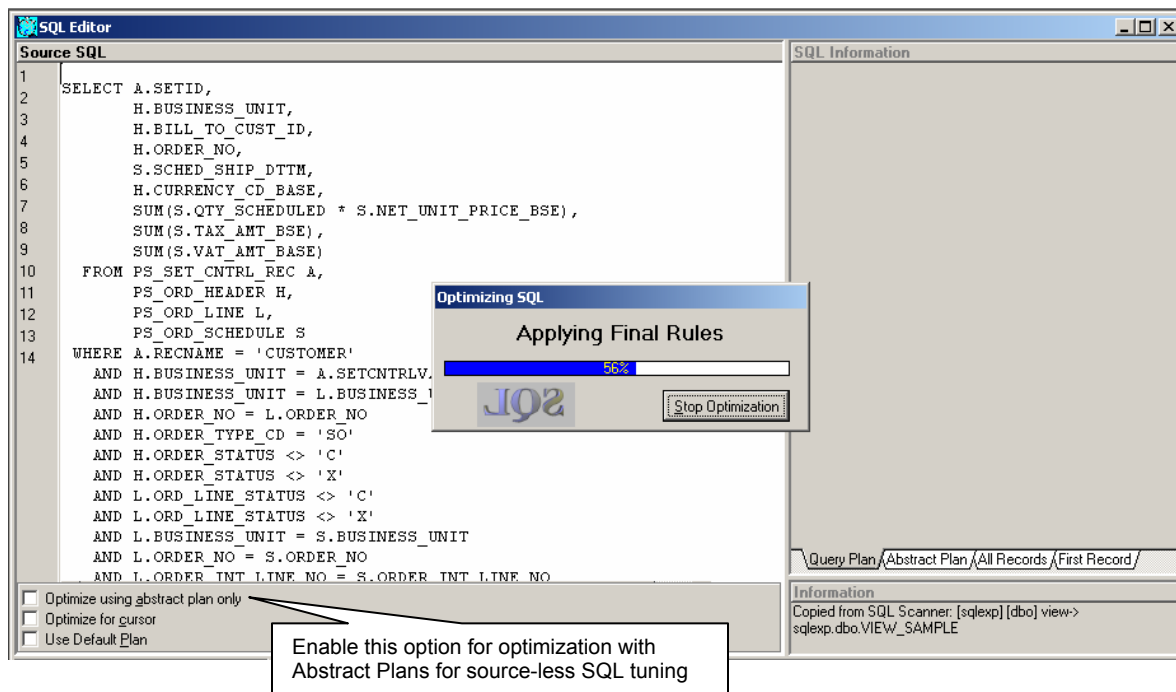 SQL Editor
Source SQL
1
2
3
4
5
6
7
8
9
10
11
12
13
14
SELECT A.SETID,
H.BUSINESS_UNIT,
H.BILL_TO_CUST_ID,
H.ORDER_NO,
S.SCHED_SHIP_DTTM,
H.CURRENCY_CD_BASE,
SUM(S.QTY_SCHEDULED * S.NET_UNIT_PRICE_BSE),
SUM(S.TAX_AMT_BSE),
SUM(S.VAT_AMT_BASE)
FROM PS_SET_CNTRL_REC A,
PS_ORD_HEADER H,
PS_ORD_LINE L,
PS_ORD_SCHEDULE S
WHERE A.RECNAME = 'CUSTOMER'
AND H.BUSINESS_UNIT = A.SETCNTRLV
AND H.BUSINESS_UNIT = L.BUSINESS_U
AND H.ORDER_NO = L.ORDER_NO
AND H.ORDER_TYPE_CD = 'SO'
AND H.ORDER_STATUS <> 'C'
AND H.ORDER_STATUS <> 'X'
AND L.ORD_LINE_STATUS <> 'C'
AND L.ORD_LINE_STATUS <> 'X'
AND L.BUSINESS_UNIT = S.BUSINESS_UNIT
AND L.ORDER_NO = S.ORDER_NO
AND L.ORDER_INT_LINE_NO = S.ORDER_INT_LINE_NO
Optimizing SQL
Applying Final Rules
56%
SQL
Stop Optimization
SQL Information
Query Plan
Abstract Plan
All Records
First Record
Optimize using abstract plan only
Optimize for cursor
Use Default Plan
Enable this option for optimization with
Abstract Plans for source-less SQL tuning
Information
Copied from SQL Scanner: [sqlexp] [dbo] view->
sqlexp.dbo.VIEW_SAMPLE